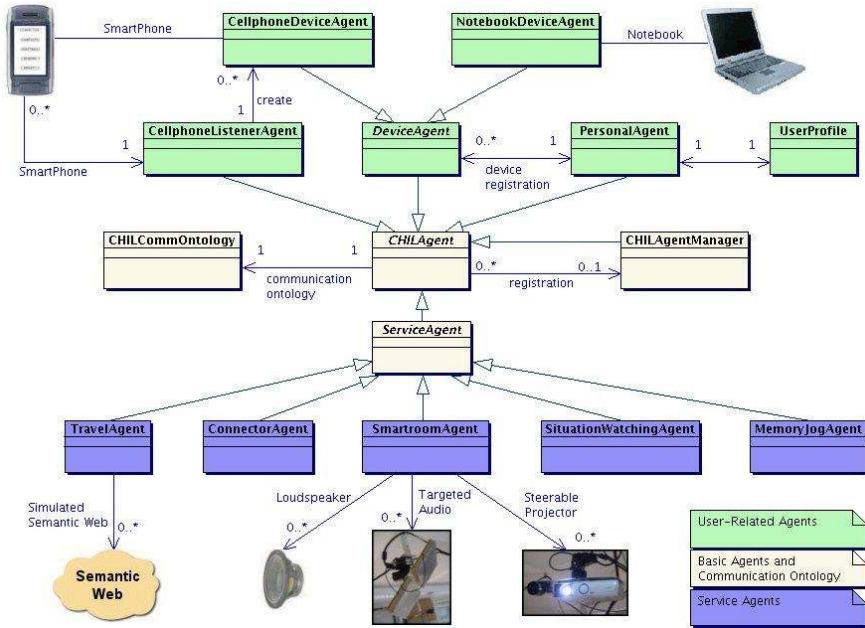 SmartPhone
CellphoneDeviceAgent
NotebookDeviceAgent
Notebook
0..*
0..*
create
1
1
CellphoneListenerAgent
DeviceAgent
0..*
1
PersonalAgent
1
1
UserProfile
SmartPhone
device
registration
CHILCommOntology
1
1
CHILAgent
CHILAgentManager
communication
ontology
0..*
0..1
registration
ServiceAgent
TravelAgent
ConnectorAgent
SmartroomAgent
SituationWatchingAgent
MemoryJogAgent
Simulated
Semantic Web
0..*
Loudspeaker
0..*
Targeted
Audio
0..*
Steerable
Projector
0..*
Semantic
Web
User-Related Agents
Basic Agents and
Communication Ontology
Service Agents